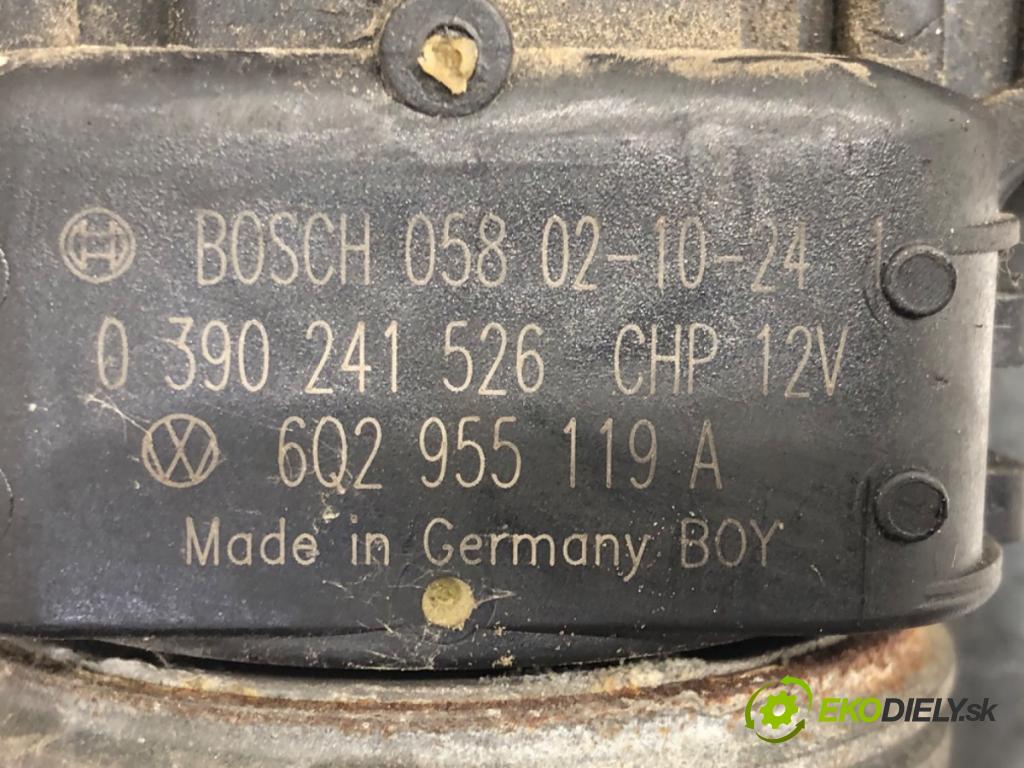 BOSCH 058 02-10-24
0 390 241 526 CHP 12V
6Q2 955 119 A
Made in Germany BOY
EKODIELY.sk